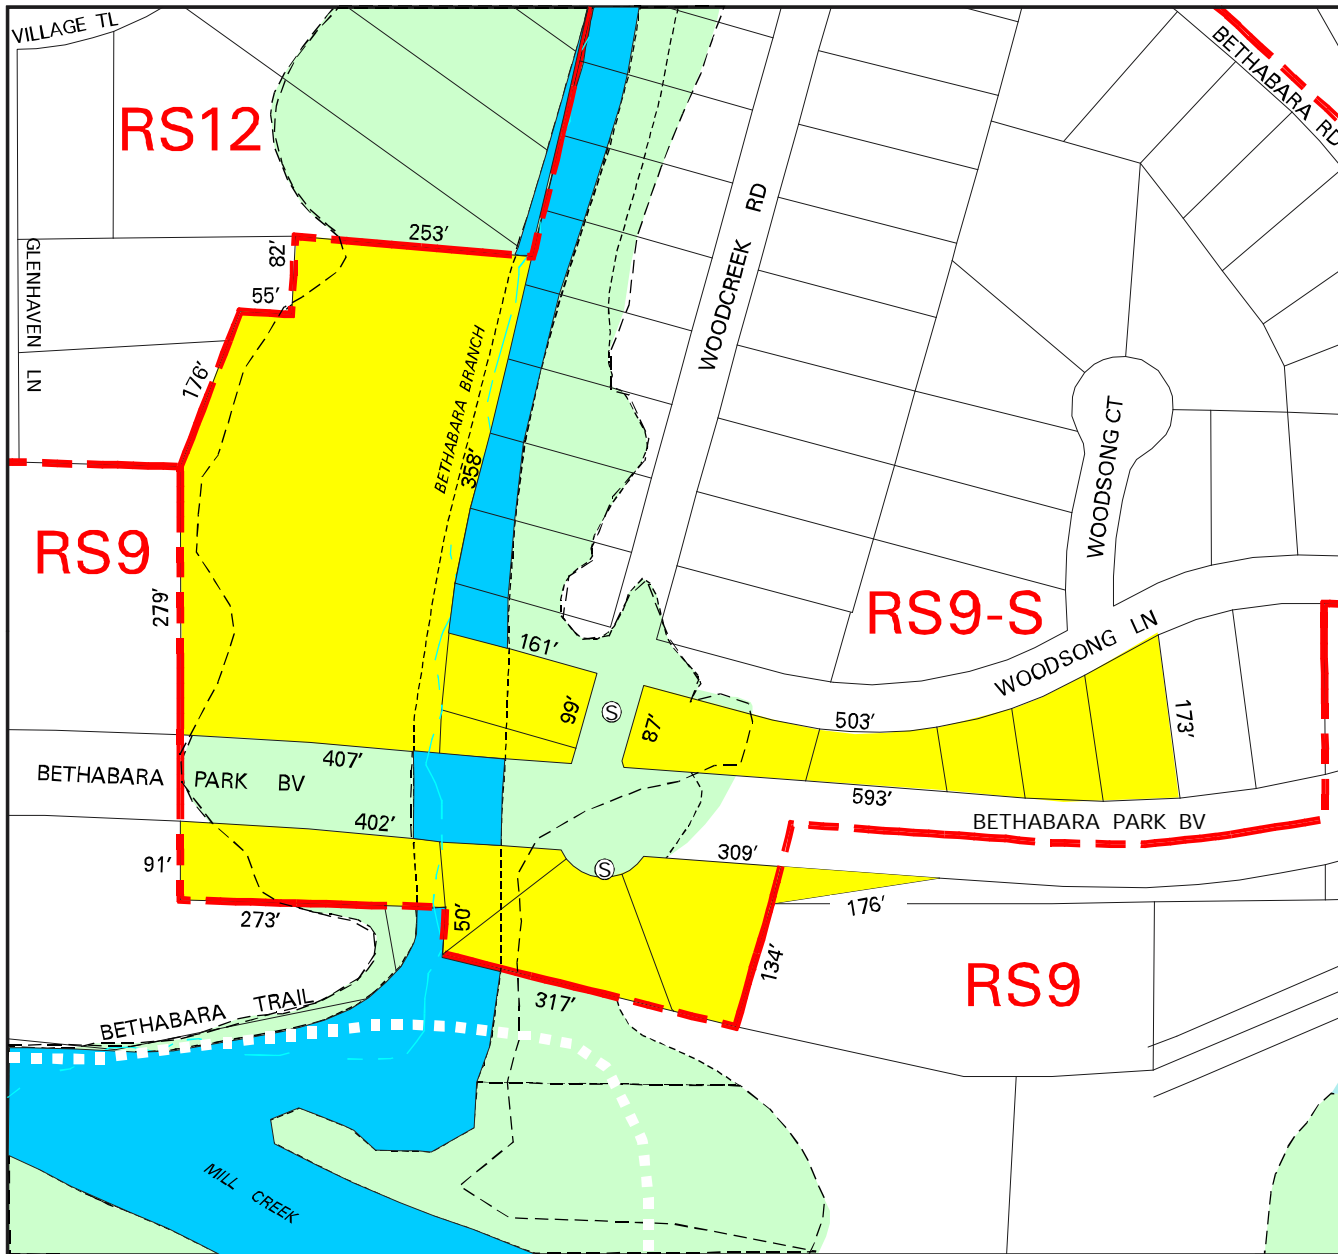 VILLAGE TL
BETHABARA RD
RS12
WOODCREEK RD
253'
82'
GLENHAVEN LN
55'
176'
BETHABARA BRANCH
358'
WOODSONG CT
RS9
279'
RS9-S
161'
WOODSONG LN
99'
S
87'
503'
173'
407'
BETHABARA PARK BV
593'
402'
BETHABARA PARK BV
91'
S
309'
273'
50'
176'
134'
RS9
317'
BETHABARA TRAIL
MILL CREEK